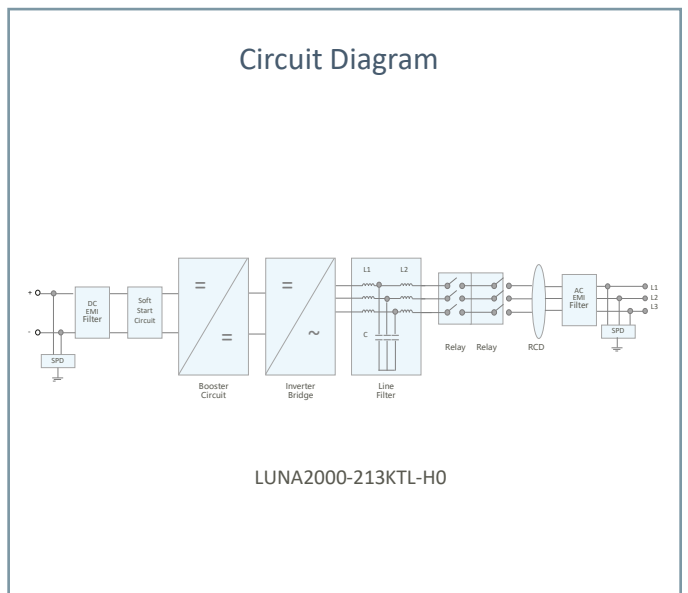 Circuit Diagram
+
-
SPD
DC
EMI
Filter
Soft
Start
Circuit
=
=
Booster
Circuit
=
~
Inverter
Bridge
L1 L2
C
Line
Filter
Relay Relay
RCD
AC
EMI
Filter
L1
L2
L3
SPD
LUNA2000-213KTL-H0